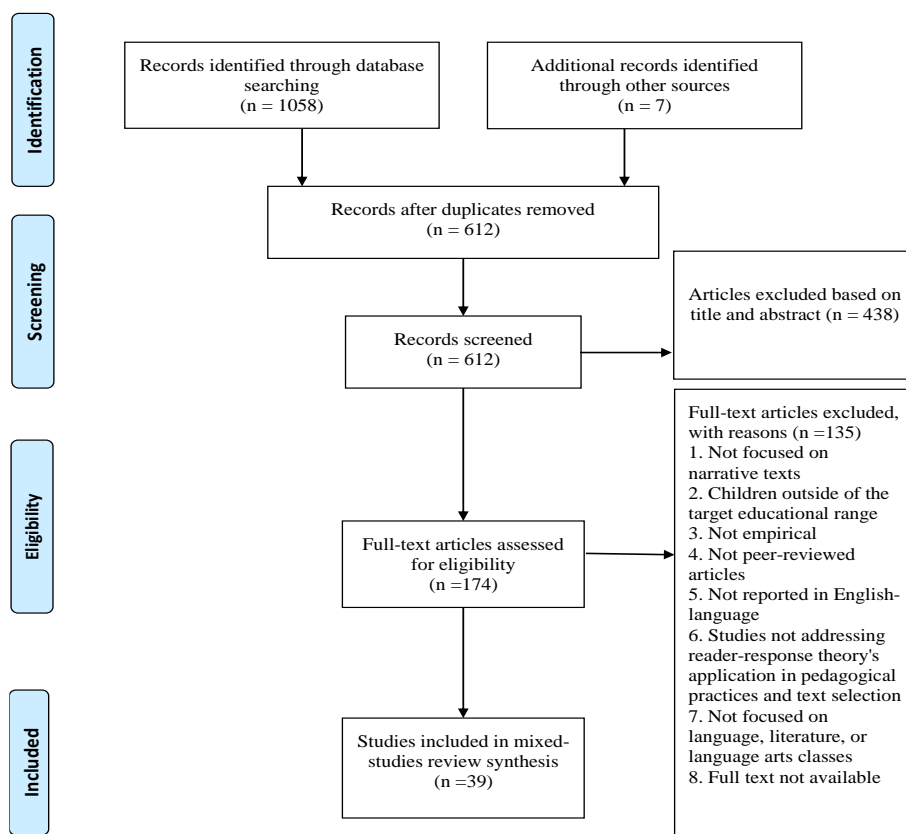 Identification
Records identified through database
searching
(n = 1058)
Additional records identified
through other sources
(n = 7)
Screening
Records after duplicates removed
(n = 612)
Records screened
(n = 612)
Articles excluded based on
title and abstract (n = 438)
Eligibility
Full-text articles assessed
for eligibility
(n =174)
Full-text articles excluded,
with reasons (n =135)
1. Not focused on
narrative texts
2. Children outside of the
target educational range
3. Not empirical
4. Not peer-reviewed
articles
5. Not reported in English-
language
6. Studies not addressing
reader-response theory's
application in pedagogical
practices and text selection
7. Not focused on
language, literature, or
language arts classes
8. Full text not available
Included
Studies included in mixed-
studies review synthesis
(n =39)